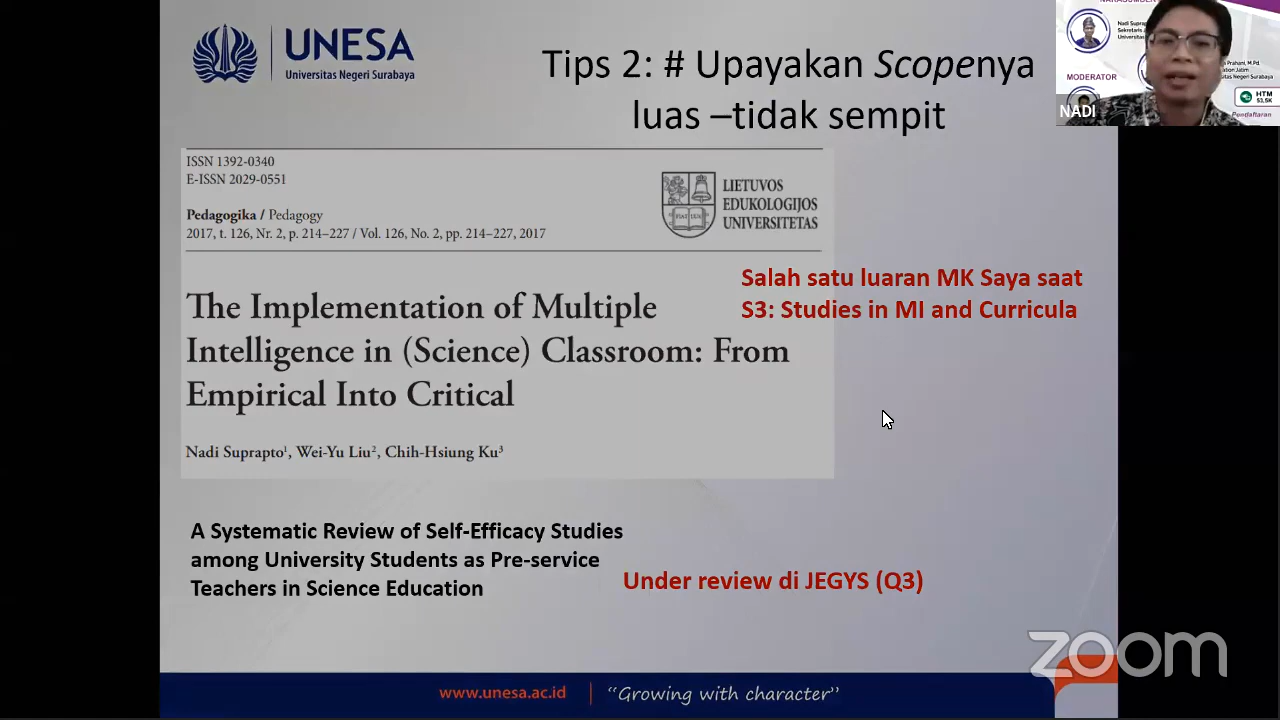 UNESA
Universitas Negeri Surabaya
Tips 2: # Upayakan Scopenya
luas –tidak sempit
ISSN 1392-0340
E-ISSN 2029-0551
Pedagogika / Pedagogy
2017, t. 126, Nr. 2, p. 214–227 / Vol. 126, No. 2, pp. 214–227, 2017
LIETUVOS
EDUKOLOGIJOS
UNIVERSITETAS
The Implementation of Multiple
Intelligence in (Science) Classroom: From
Empirical Into Critical
Nadi Suprapto¹, Wei-Yu Liu², Chih-Hsiung Ku³
Salah satu luaran MK Saya saat
S3: Studies in MI and Curricula
A Systematic Review of Self-Efficacy Studies
among University Students as Pre-service
Teachers in Science Education
Under review di JEGYS (Q3)
www.unesa.ac.id
“Growing with character”
zoom
MODERATOR
NADI
HTM
Pendaftaran